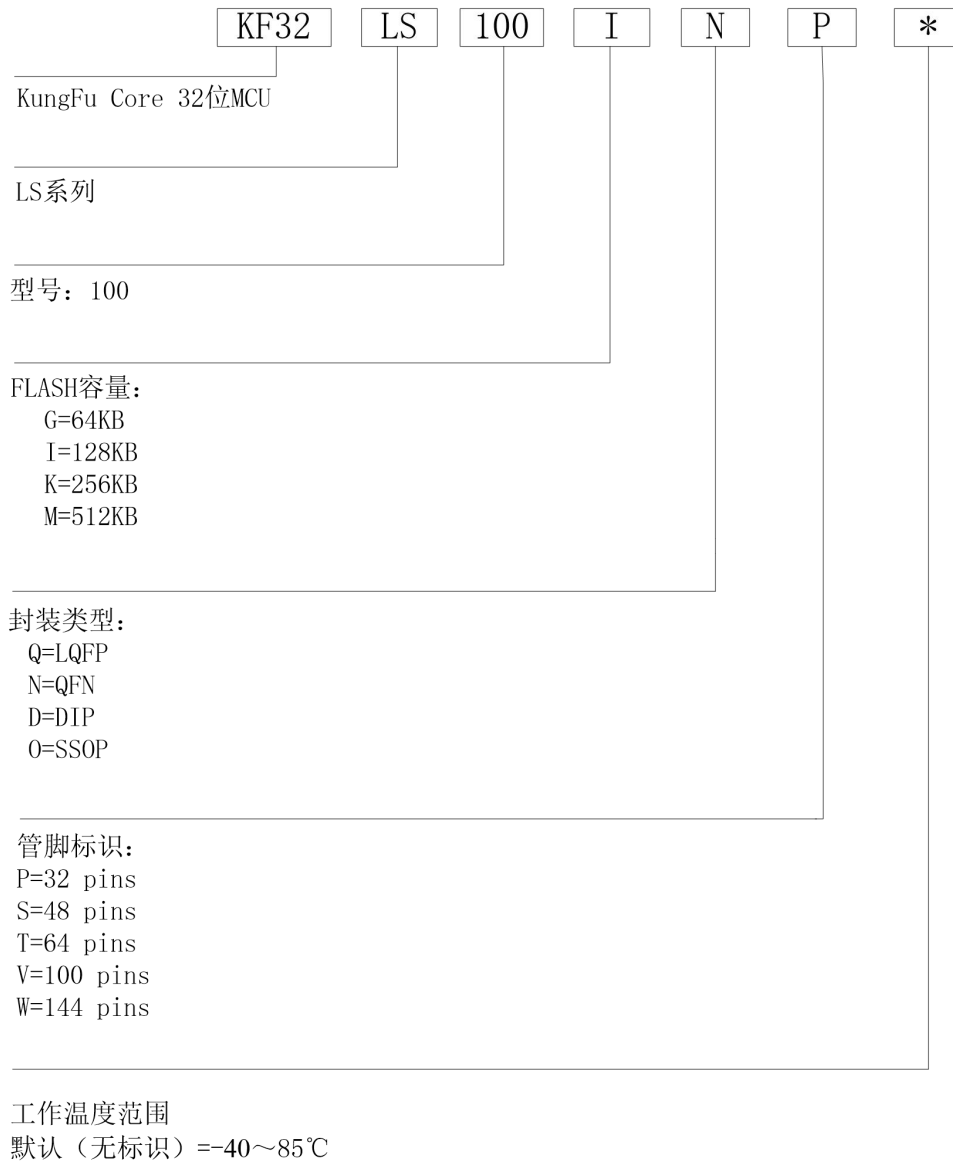 KF32 LS 100 I N P *
KungFu Core 32位MCU
LS系列
型号：100
FLASH容量：
G=64KB
I=128KB
K=256KB
M=512KB
封装类型：
Q=LQFP
N=QFN
D=DIP
O=SSOP
管脚标识：
P=32 pins
S=48 pins
T=64 pins
V=100 pins
W=144 pins
工作温度范围
默认（无标识）=-40～85℃